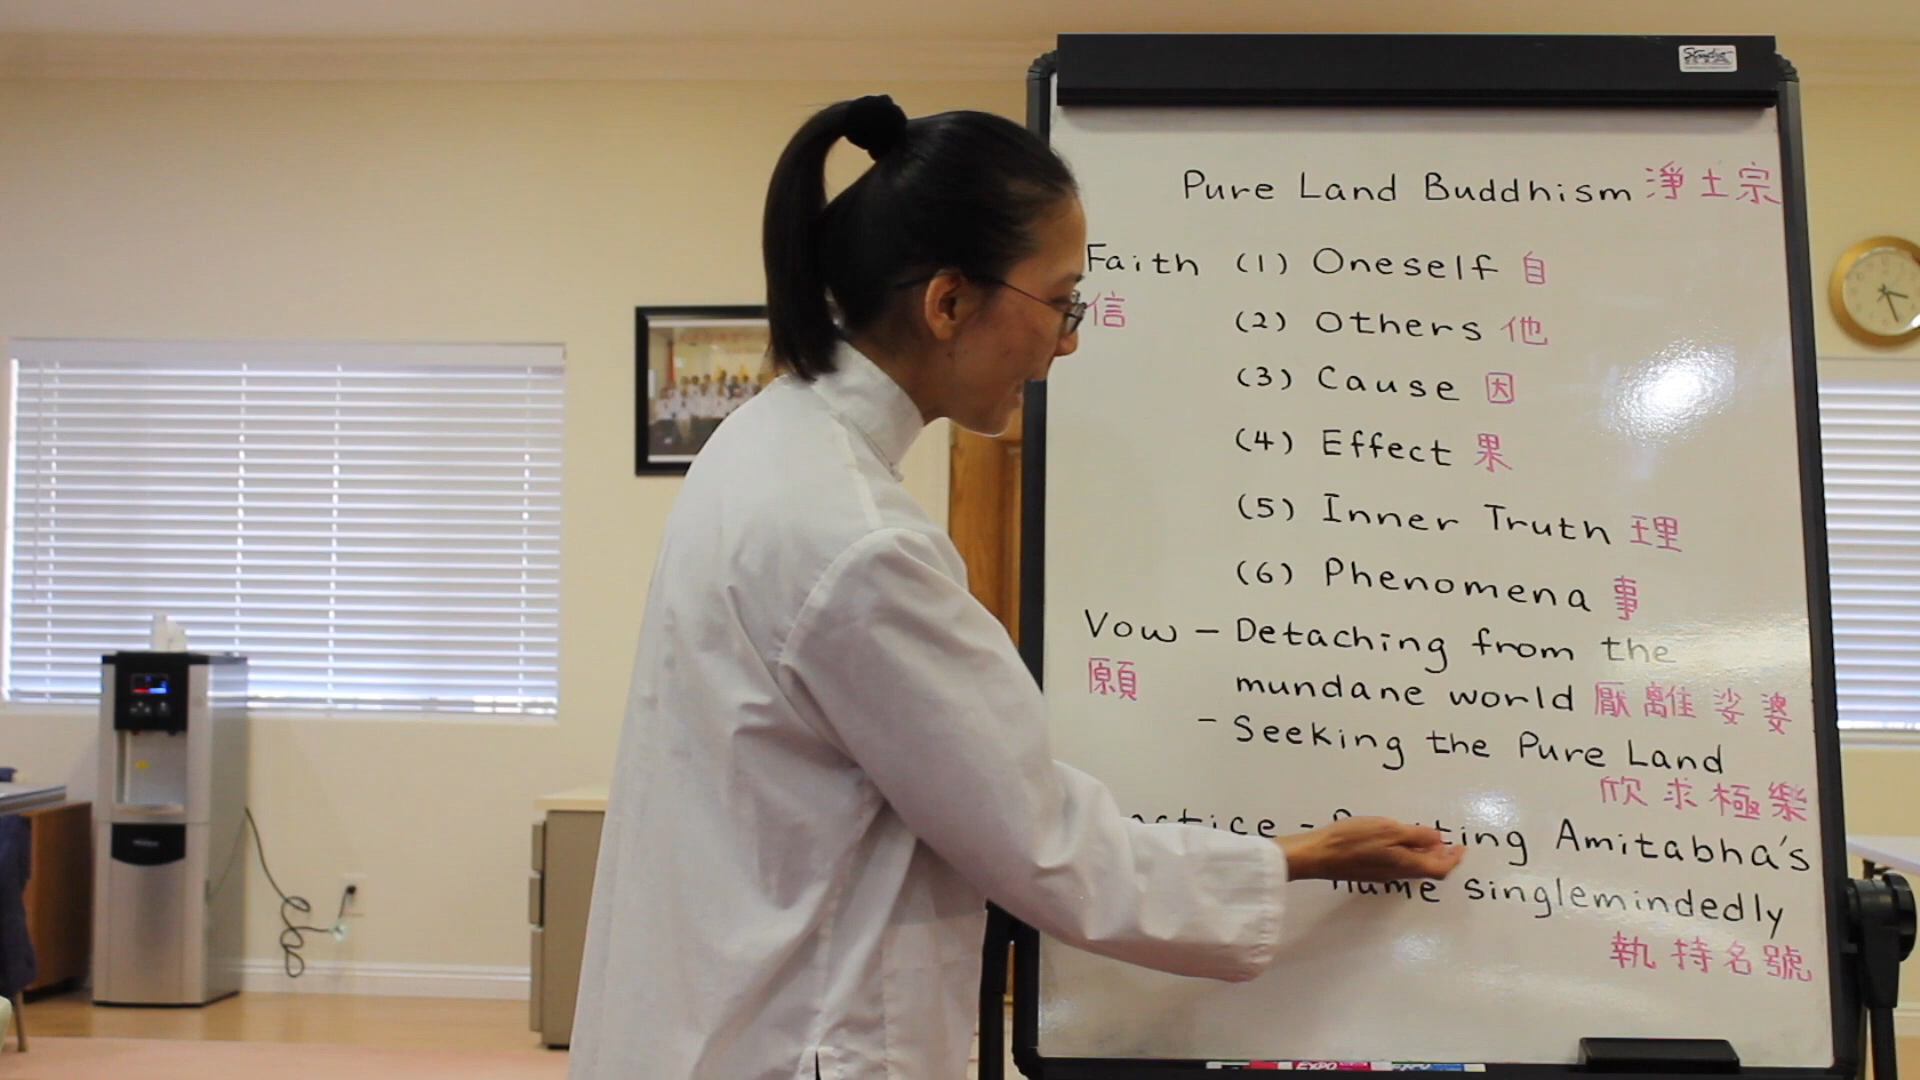 Pure Land Buddhism 淨土宗
Faith (1) Oneself 自
信
(2) Others 他
(3) Cause 因
(4) Effect 果
(5) Inner Truth 理
(6) Phenomena 事
Vow - Detaching from the
願 mundane world 厭離娑婆
- Seeking the Pure Land
欣求極樂
Amitabha's
name singlemindedly
執持名號
EXPO